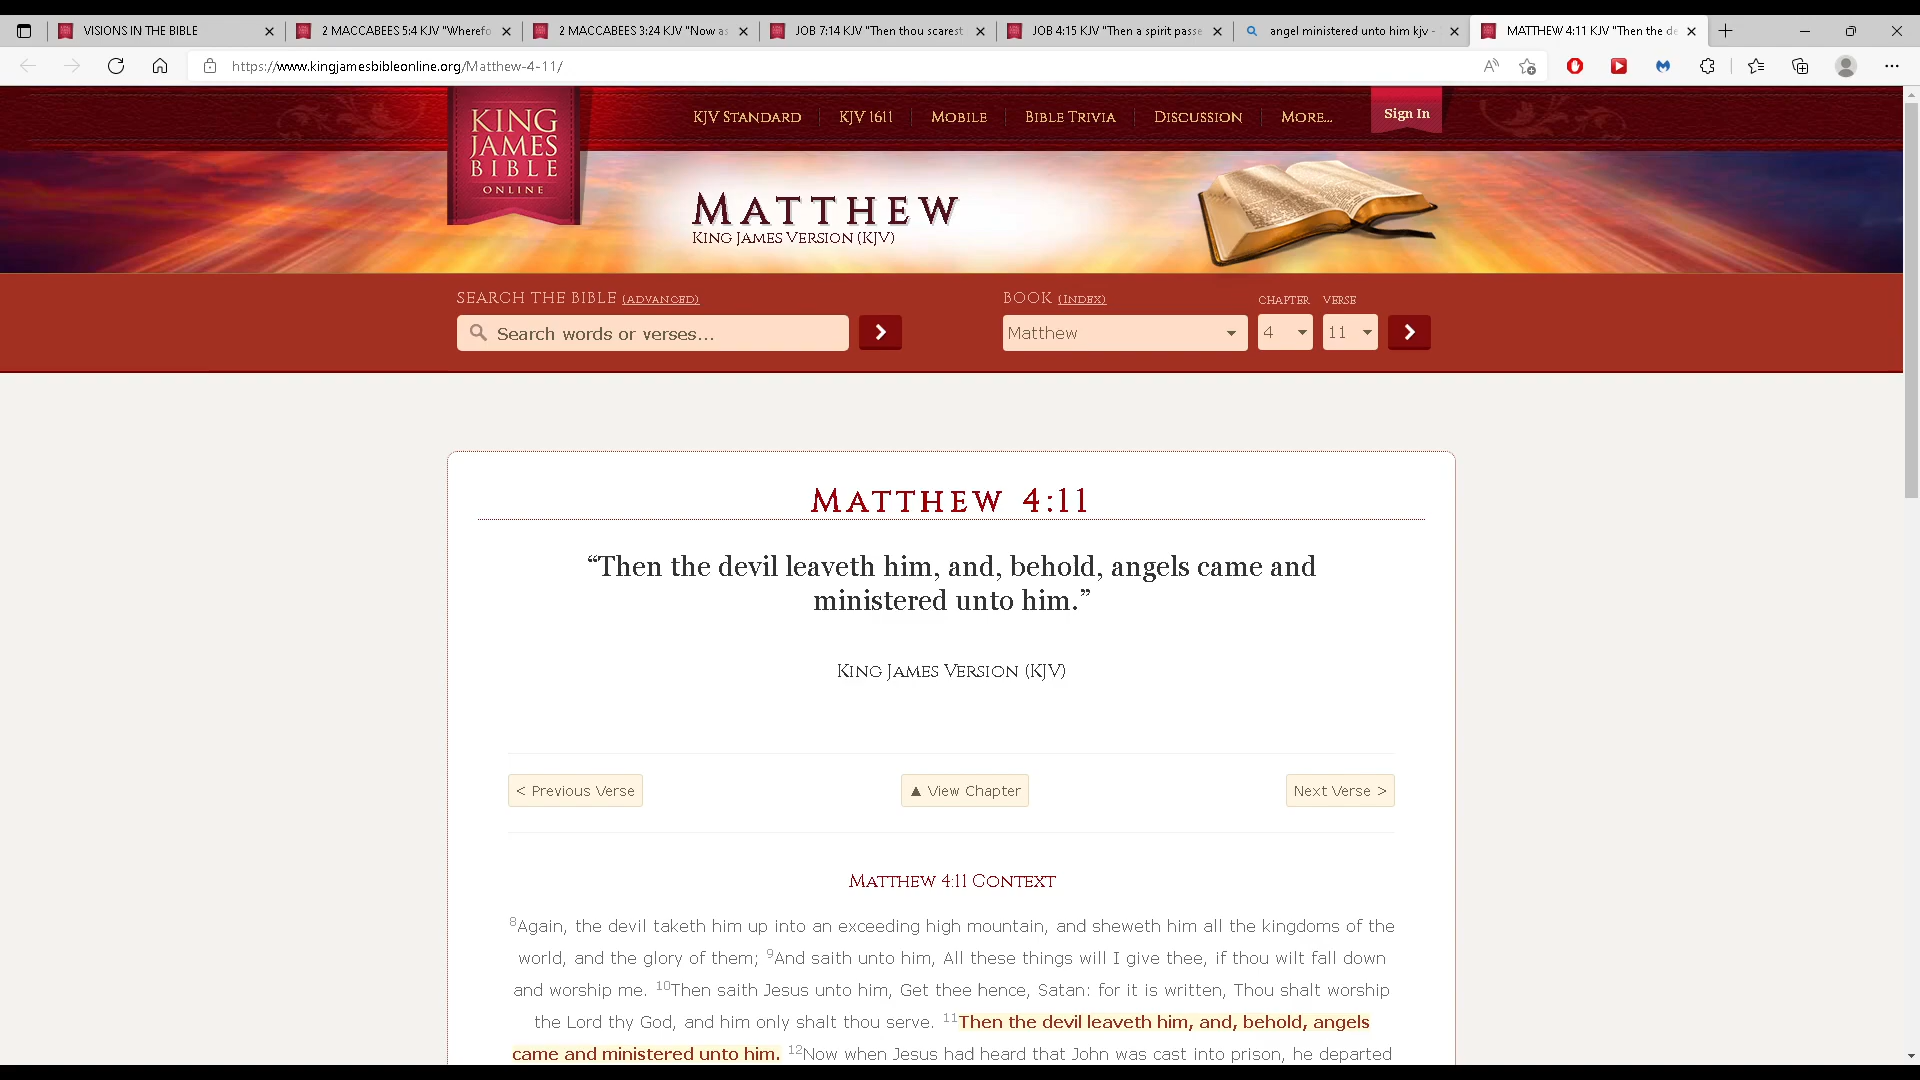 VISIONS IN THE BIBLE
2 MACCABEES 5:4 KJV "Wherefo
2 MACCABEES 3:24 KJV "Now as
JOB 7:14 KJV "Then thou scarest
JOB 4:15 KJV "Then a spirit passe
angel ministered unto him kjv -
MATTHEW 4:11 KJV "Then the de
https://www.kingjamesbibleonline.org/Matthew-4-11/
KING
JAMES
BIBLE
ONLINE
KJV STANDARD
KJV 1611
MOBILE
BIBLE TRIVIA
DISCUSSION
MORE...
Sign In
MATTHEW
KING JAMES VERSION (KJV)
SEARCH THE BIBLE (ADVANCED)
Search words or verses...
BOOK (INDEX)
CHAPTER
VERSE
Matthew
4
11
MATTHEW 4:11
“Then the devil leaveth him, and, behold, angels came and
ministered unto him.”
KING JAMES VERSION (KJV)
< Previous Verse
▲ View Chapter
Next Verse >
MATTHEW 4:11 CONTEXT
8Again, the devil taketh him up into an exceeding high mountain, and sheweth him all the kingdoms of the
world, and the glory of them; 9And saith unto him, All these things will I give thee, if thou wilt fall down
and worship me. 10Then saith Jesus unto him, Get thee hence, Satan: for it is written, Thou shalt worship
the Lord thy God, and him only shalt thou serve. 11Then the devil leaveth him, and, behold, angels
came and ministered unto him. 12Now when Jesus had heard that John was cast into prison, he departed